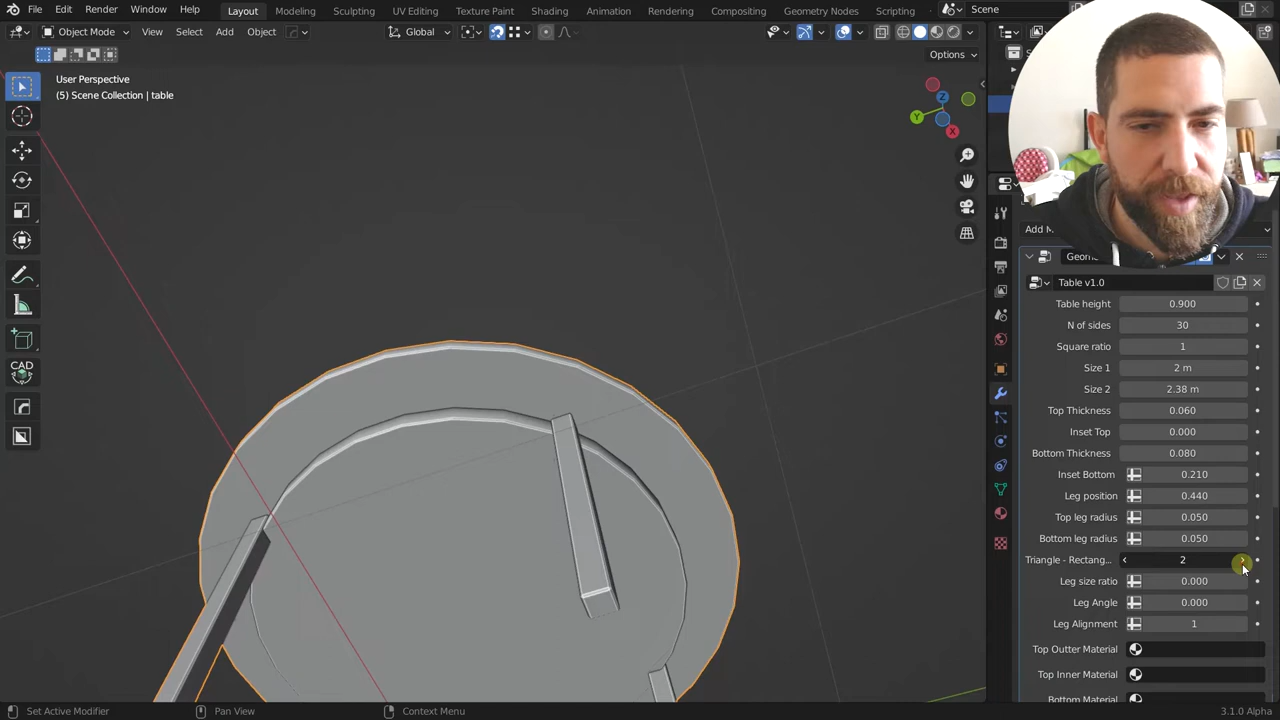 File Edit Render Window Help Layout Modeling Sculpting UV Editing Texture Paint Shading Animation Rendering Compositing Geometry Nodes Scripting Scene
Object Mode View Select Add Object Global
Options
User Perspective
(5) Scene Collection | table
Z
Y
X
CAD
Table v1.0
Table height 0.900
N of sides 30
Square ratio 1
Size 1 2 m
Size 2 2.38 m
Top Thickness 0.060
Inset Top 0.000
Bottom Thickness 0.080
Inset Bottom 0.210
Leg position 0.440
Top leg radius 0.050
Bottom leg radius 0.050
Triangle - Rectang... 2
Leg size ratio 0.000
Leg Angle 0.000
Leg Alignment 1
Top Outter Material
Top Inner Material
Set Active Modifier Pan View Context Menu 3.1.0 Alpha